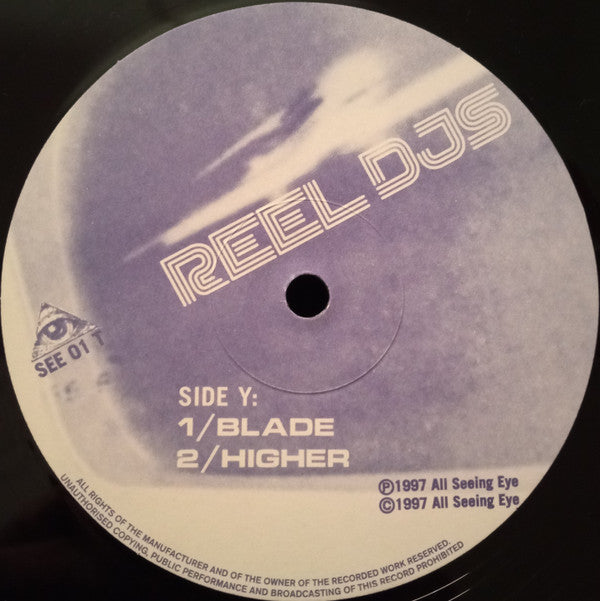 REEL DJS
SEE 01 T
SIDE Y:
1/BLADE
2/HIGHER
Ⓟ1997 All Seeing Eye
©1997 All Seeing Eye
ALL RIGHTS OF THE MANUFACTURER AND OF THE OWNER OF THE RECORDED WORK RESERVED.
UNAUTHORISED COPYING, PUBLIC PERFORMANCE AND BROADCASTING OF THIS RECORD PROHIBITED